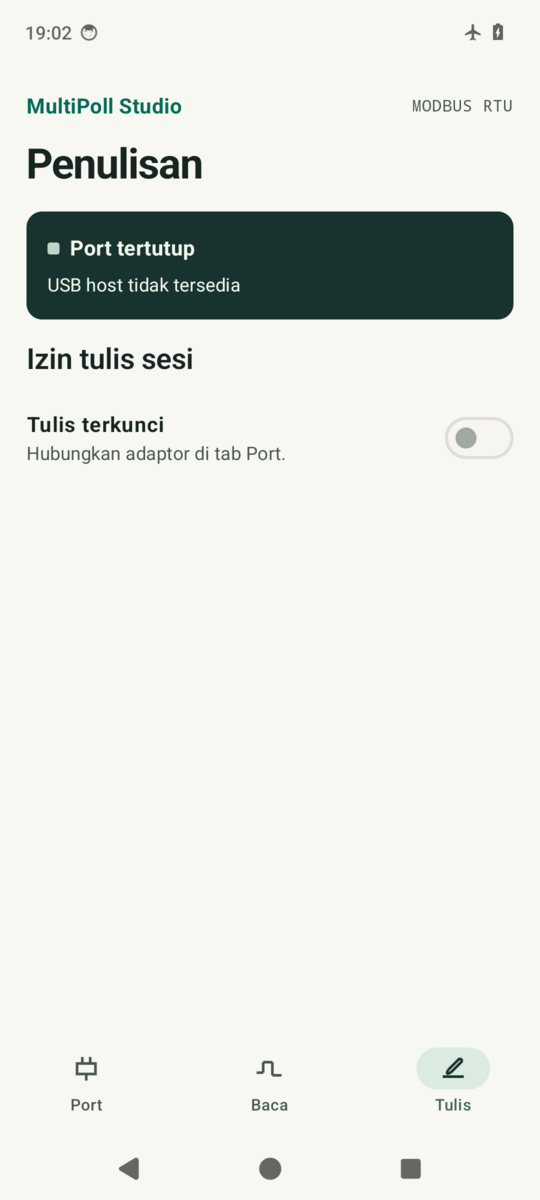 19:02
MultiPoll Studio
MODBUS RTU
Penulisan
Port tertutup
USB host tidak tersedia
Izin tulis sesi
Tulis terkunci
Hubungkan adaptor di tab Port.
Port
Baca
Tulis